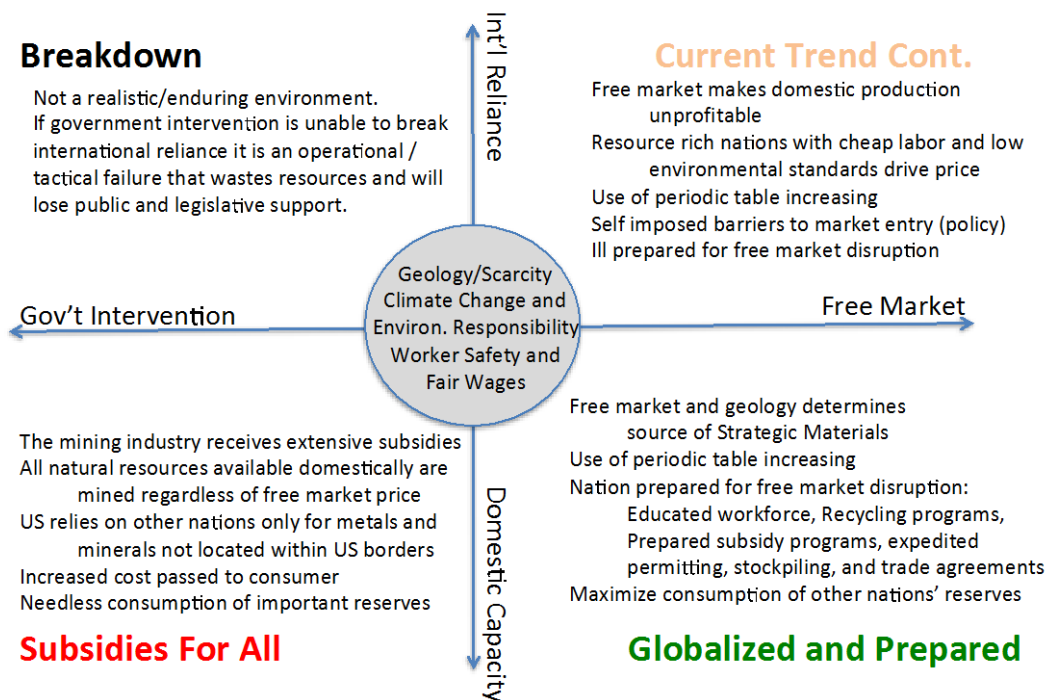 Breakdown
Not a realistic/enduring environment.
If government intervention is unable to break
international reliance it is an operational /
tactical failure that wastes resources and will
lose public and legislative support.
Int'l Reliance
Current Trend Cont.
Free market makes domestic production
unprofitable
Resource rich nations with cheap labor and low
environmental standards drive price
Use of periodic table increasing
Self imposed barriers to market entry (policy)
Ill prepared for free market disruption
Gov't Intervention
Geology/Scarcity
Climate Change and
Environ. Responsibility
Worker Safety and
Fair Wages
Free Market
The mining industry receives extensive subsidies
All natural resources available domestically are
mined regardless of free market price
US relies on other nations only for metals and
minerals not located within US borders
Increased cost passed to consumer
Needless consumption of important reserves
Subsidies For All
Domestic Capacity
Free market and geology determines
source of Strategic Materials
Use of periodic table increasing
Nation prepared for free market disruption:
Educated workforce, Recycling programs,
Prepared subsidy programs, expedited
permitting, stockpiling, and trade agreements
Maximize consumption of other nations' reserves
Globalized and Prepared